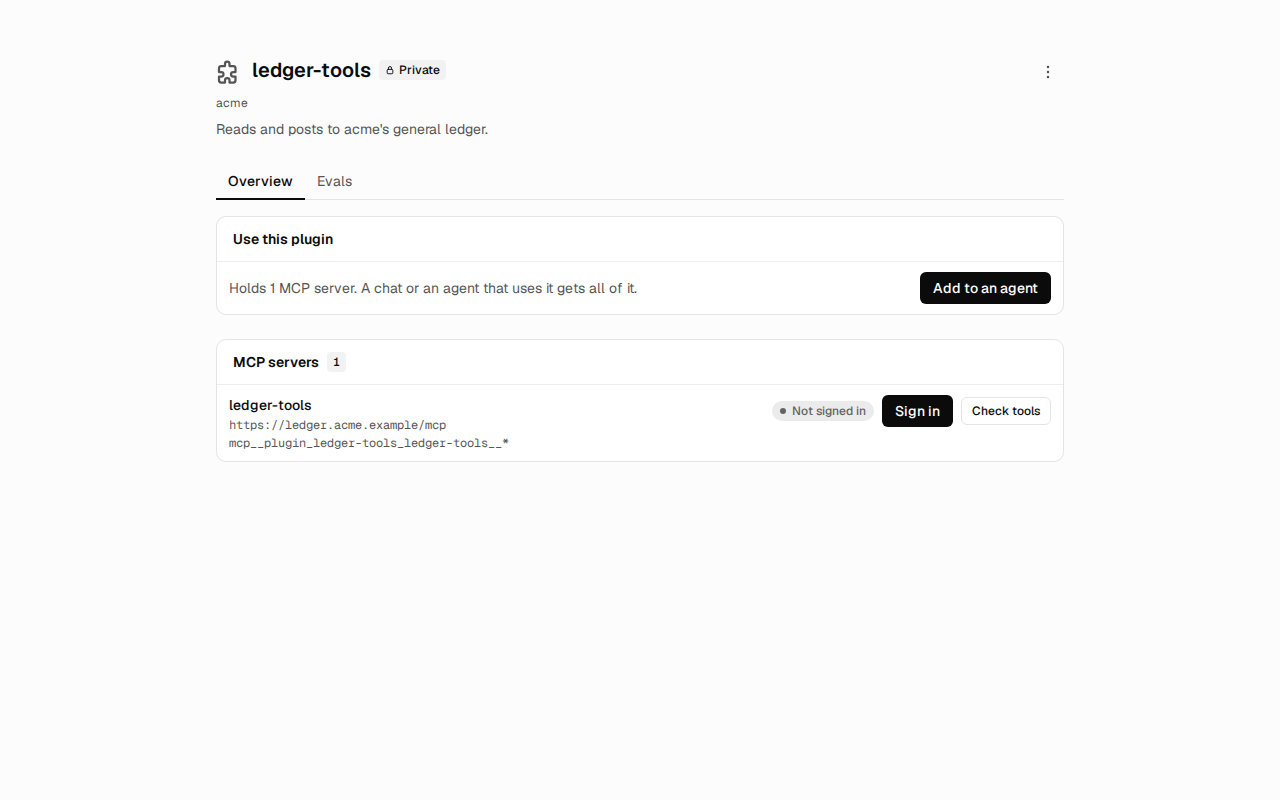 ledger-tools
Private
acme
Reads and posts to acme's general ledger.
Overview
Evals
Use this plugin
Holds 1 MCP server. A chat or an agent that uses it gets all of it.
Add to an agent
MCP servers 1
ledger-tools
Not signed in
Sign in
Check tools
https://ledger.acme.example/mcp
mcp__plugin_ledger-tools_ledger-tools__*